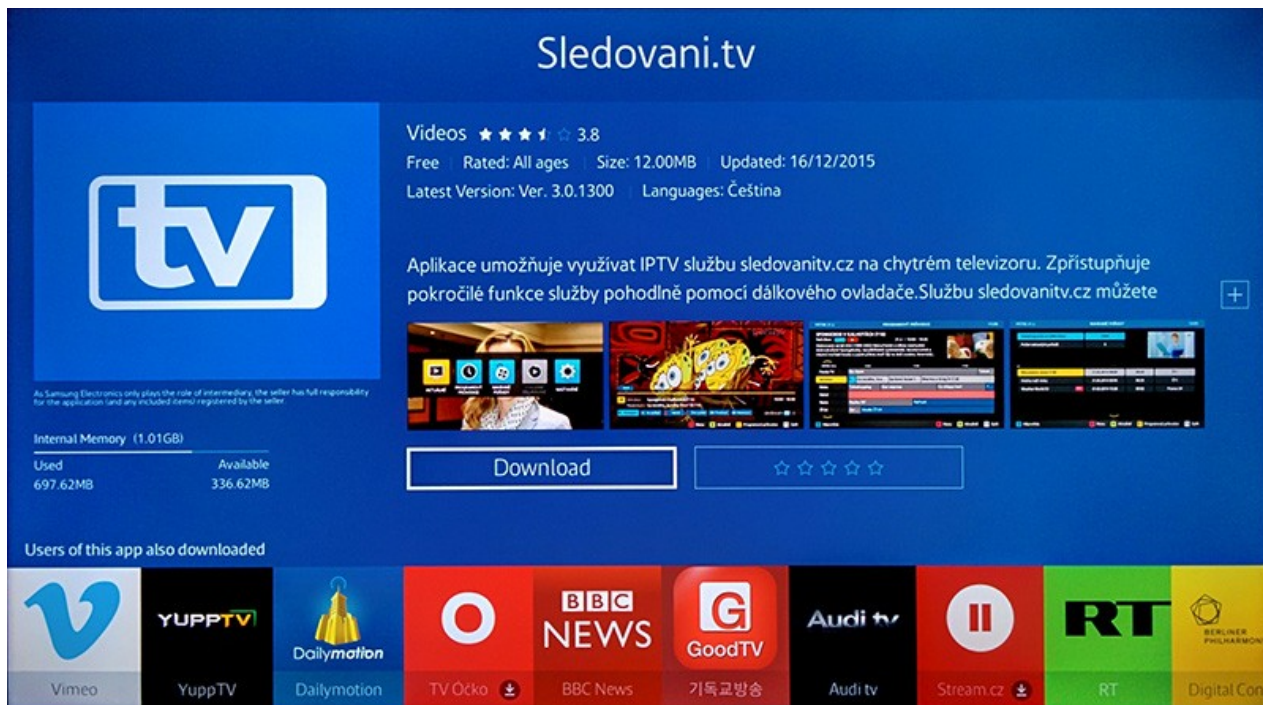 Sledovani.tv
tv
Videos 3.8
Free Rated: All ages Size: 12.00MB Updated: 16/12/2015
Latest Version: Ver. 3.0.1300 Languages: Čeština
Aplikace umožňuje využívat IPTV službu sledovanitv.cz na chytrém televizoru. Zpřístupňuje
pokročilé funkce služby pohodlně pomocí dálkového ovladače.Službu sledovanitv.cz můžete
As Samsung Electronics only plays the role of intermediary, the seller has full responsibility
for the application (and any included items) registered by the seller.
Internal Memory (1.01GB)
Used Available
697.62MB 336.62MB
Download
Users of this app also downloaded
YUPPTV
Dailymotion
BBC
NEWS
G
GoodTV
Audi tv
RT
BERLINER
Vimeo YuppTV Dailymotion TV Óčko BBC News 기독교방송 Audi tv Stream.cz RT Digital Con